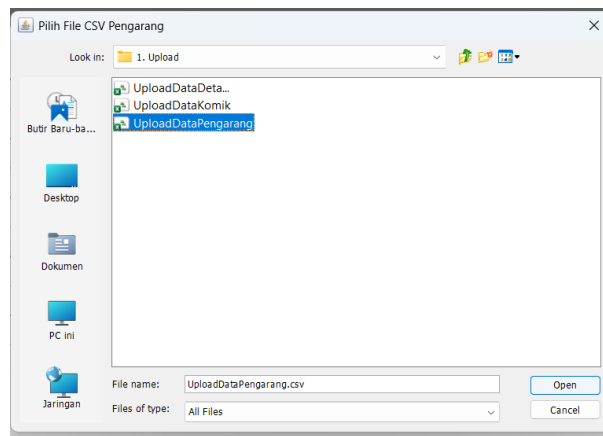 Pilih File CSV Pengarang
Look in: 1. Upload
UploadDataDeta...
UploadDataKomik
UploadDataPengarang
Butir Baru-ba...
Desktop
Dokumen
PC ini
Jaringan
File name: UploadDataPengarang.csv Open
Files of type: All Files Cancel